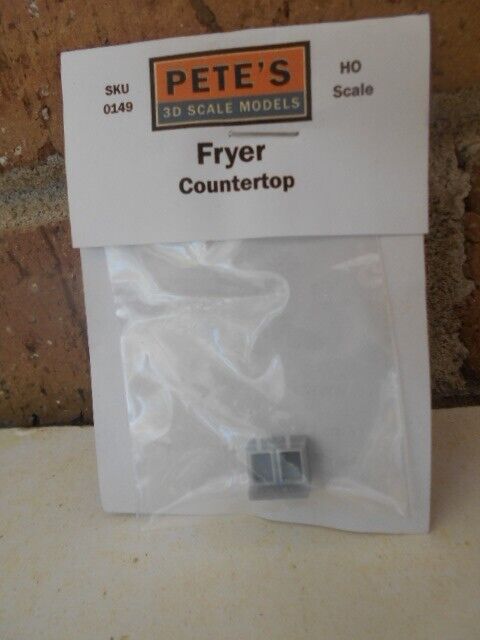 SKU
0149
PETE'S
3D SCALE MODELS
HO
Scale
Fryer
Countertop